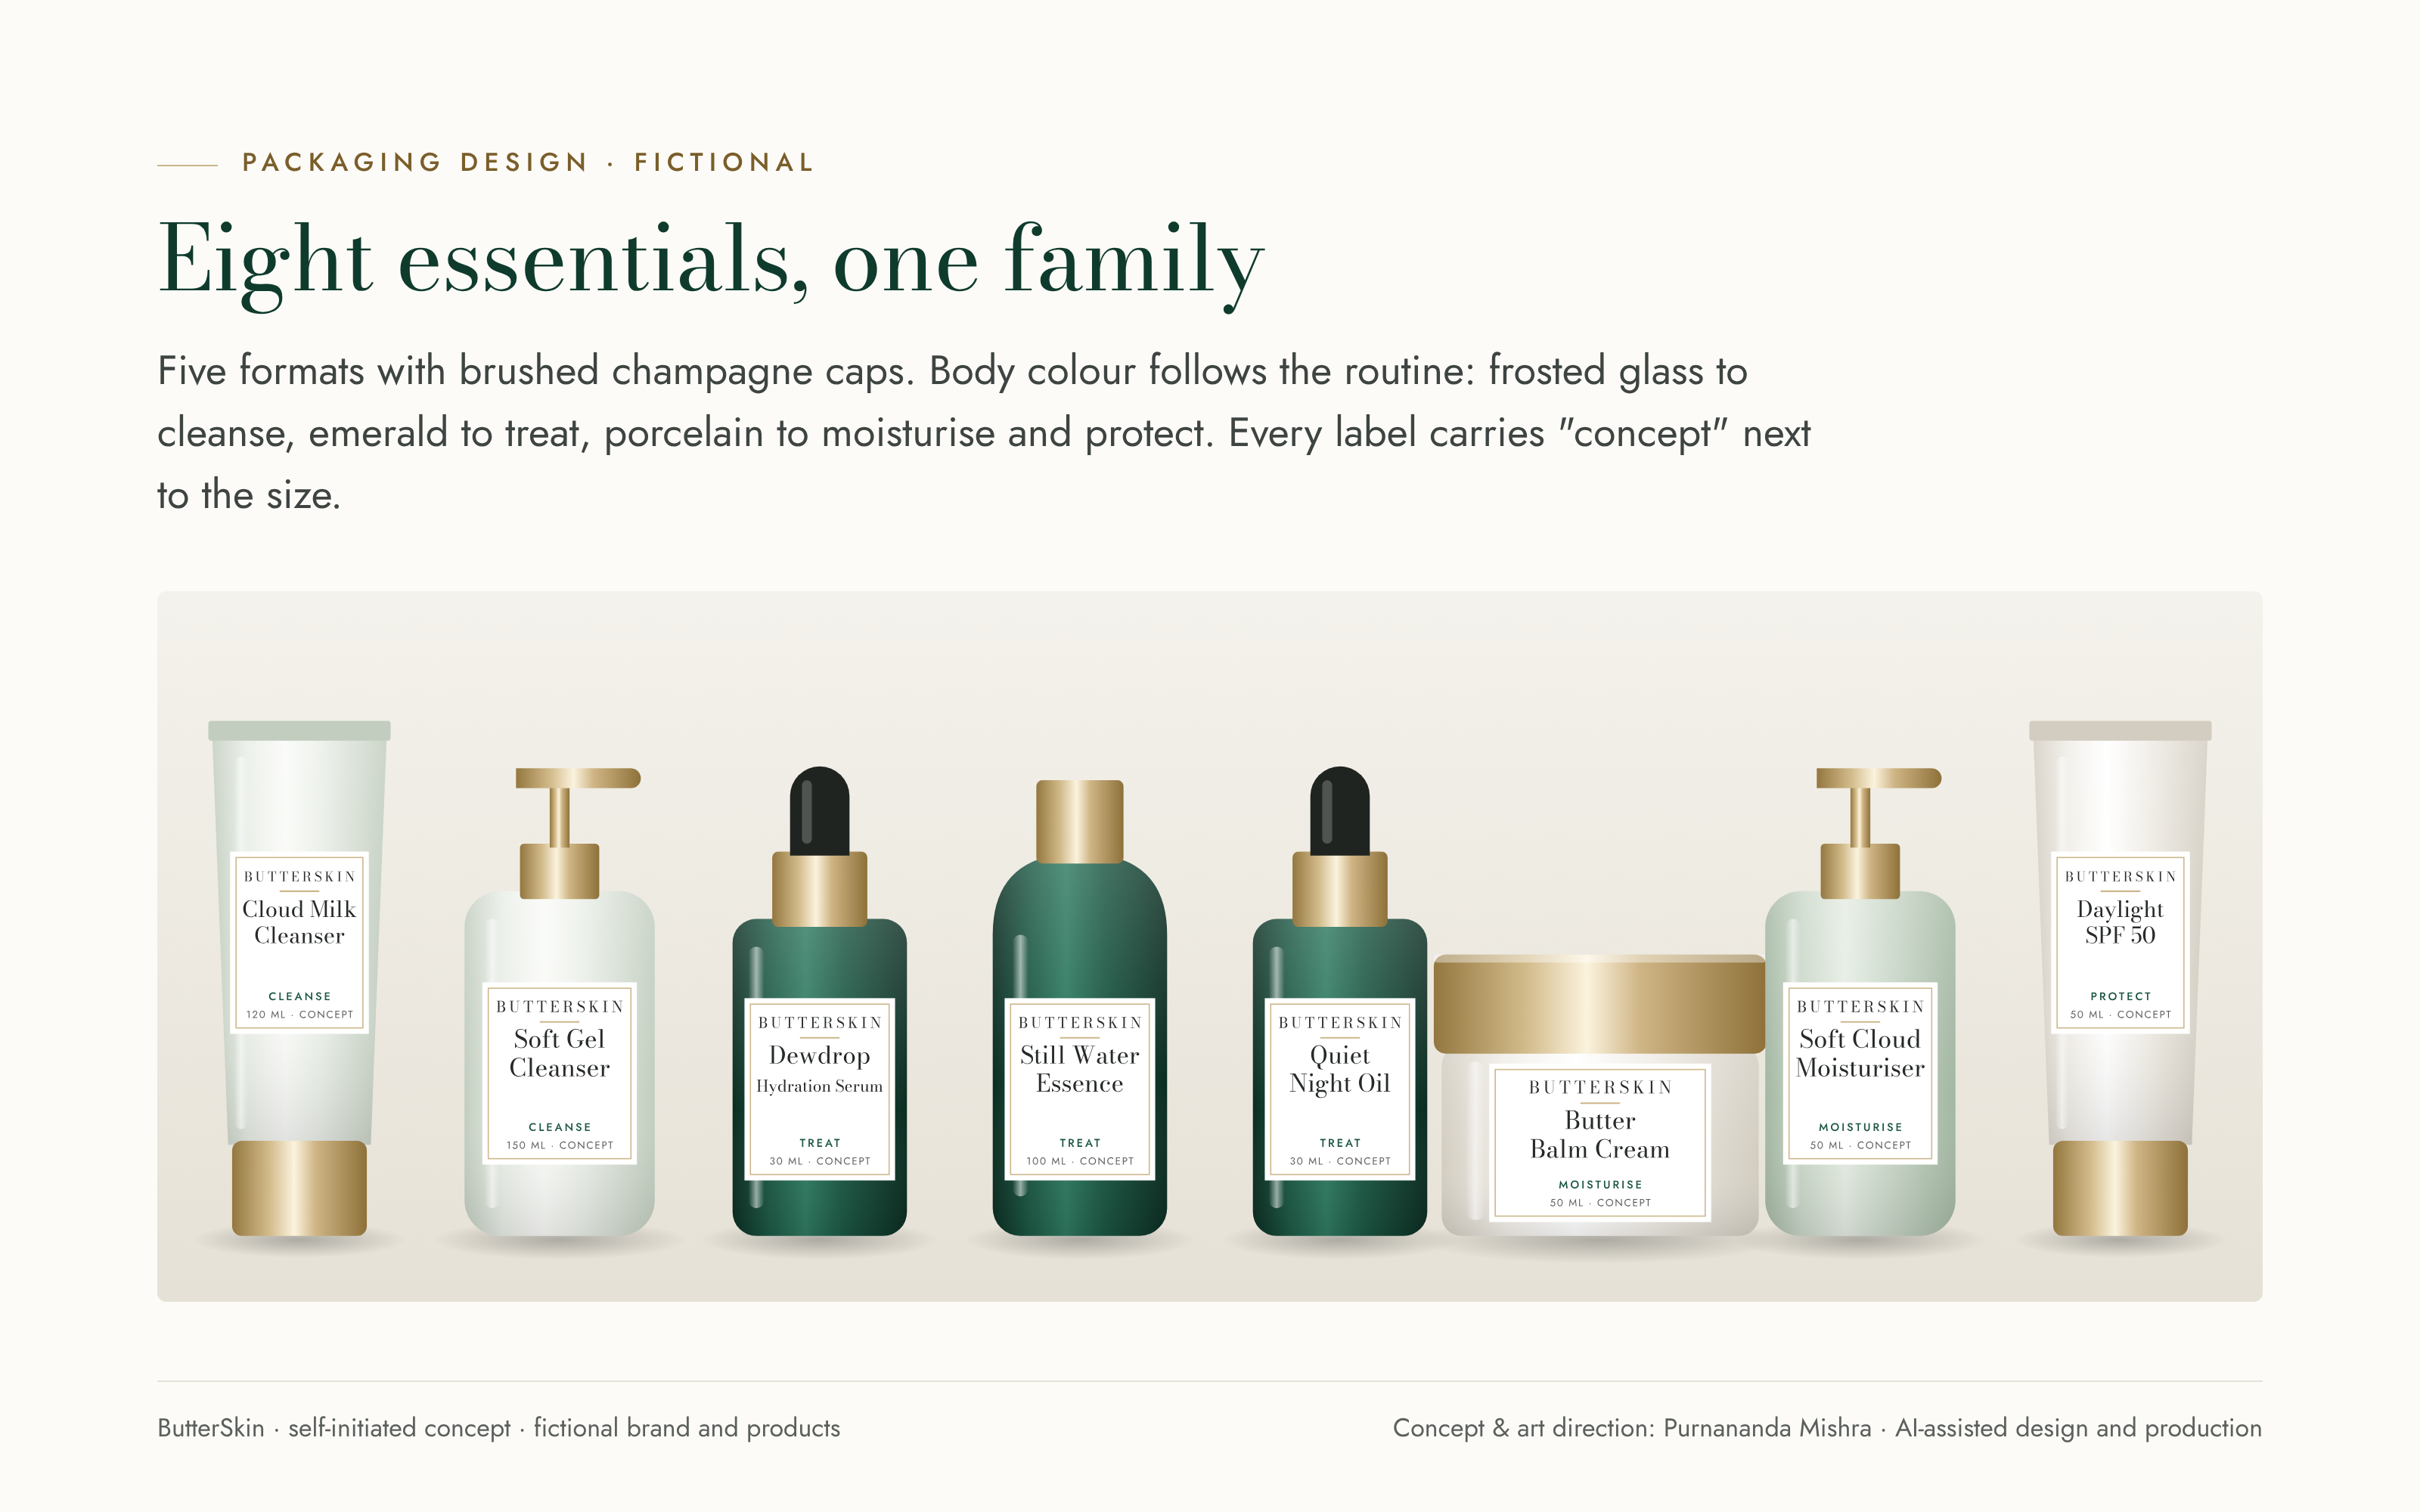 PACKAGING DESIGN · FICTIONAL
Eight essentials, one family
Five formats with brushed champagne caps. Body colour follows the routine: frosted glass to
cleanse, emerald to treat, porcelain to moisturise and protect. Every label carries "concept" next
to the size.
BUTTERSKIN
Cloud Milk
Cleanser
CLEANSE
120 ML · CONCEPT
BUTTERSKIN
Soft Gel
Cleanser
CLEANSE
150 ML · CONCEPT
BUTTERSKIN
Dewdrop
Hydration Serum
TREAT
30 ML · CONCEPT
BUTTERSKIN
Still Water
Essence
TREAT
100 ML · CONCEPT
BUTTERSKIN
Quiet
Night Oil
TREAT
30 ML · CONCEPT
BUTTERSKIN
Butter
Balm Cream
MOISTURISE
50 ML · CONCEPT
BUTTERSKIN
Soft Cloud
Moisturiser
MOISTURISE
50 ML · CONCEPT
BUTTERSKIN
Daylight
SPF 50
PROTECT
50 ML · CONCEPT
ButterSkin · self-initiated concept · fictional brand and products
Concept & art direction: Purnananda Mishra · AI-assisted design and production